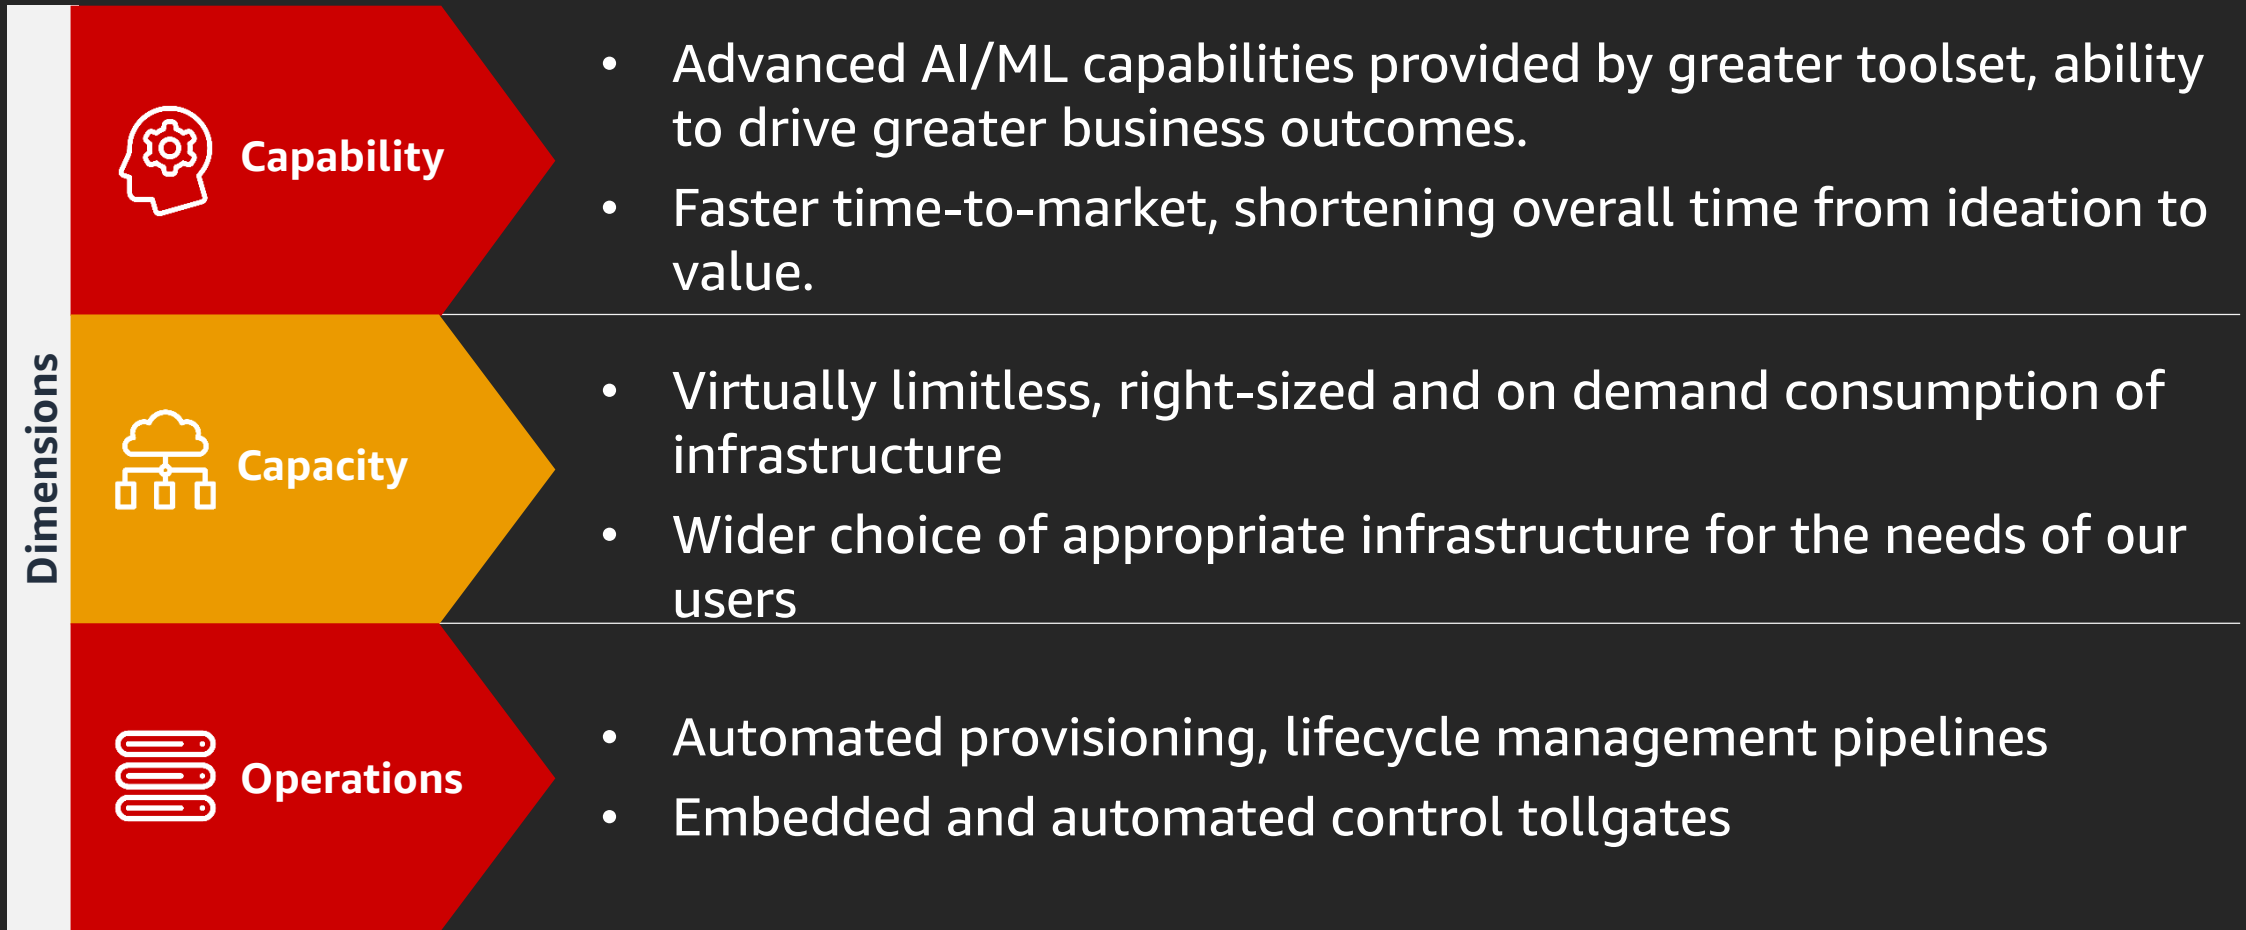 Dimensions
Capability
• Advanced AI/ML capabilities provided by greater toolset, ability
to drive greater business outcomes.
• Faster time-to-market, shortening overall time from ideation to
value.
Capacity
• Virtually limitless, right-sized and on demand consumption of
infrastructure
• Wider choice of appropriate infrastructure for the needs of our
users
Operations
• Automated provisioning, lifecycle management pipelines
• Embedded and automated control tollgates